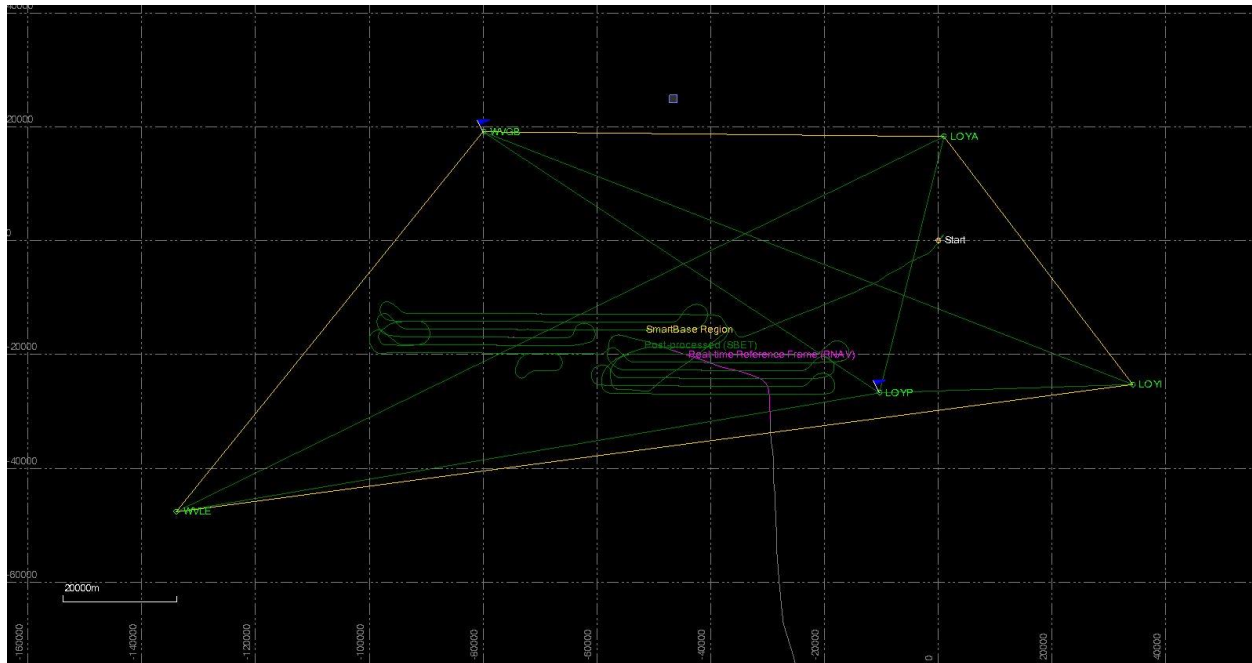 40000
20000
WVGB
LOYA
0
Start
SmartBase Region
Post-processed (SBET)
Real-time Reference Frame (RNAV)
-20000
LOYI
LOYP
-40000
WVLE
-60000
20000m
-160000
-140000
-120000
-100000
-80000
-60000
-40000
-20000
0
20000
40000